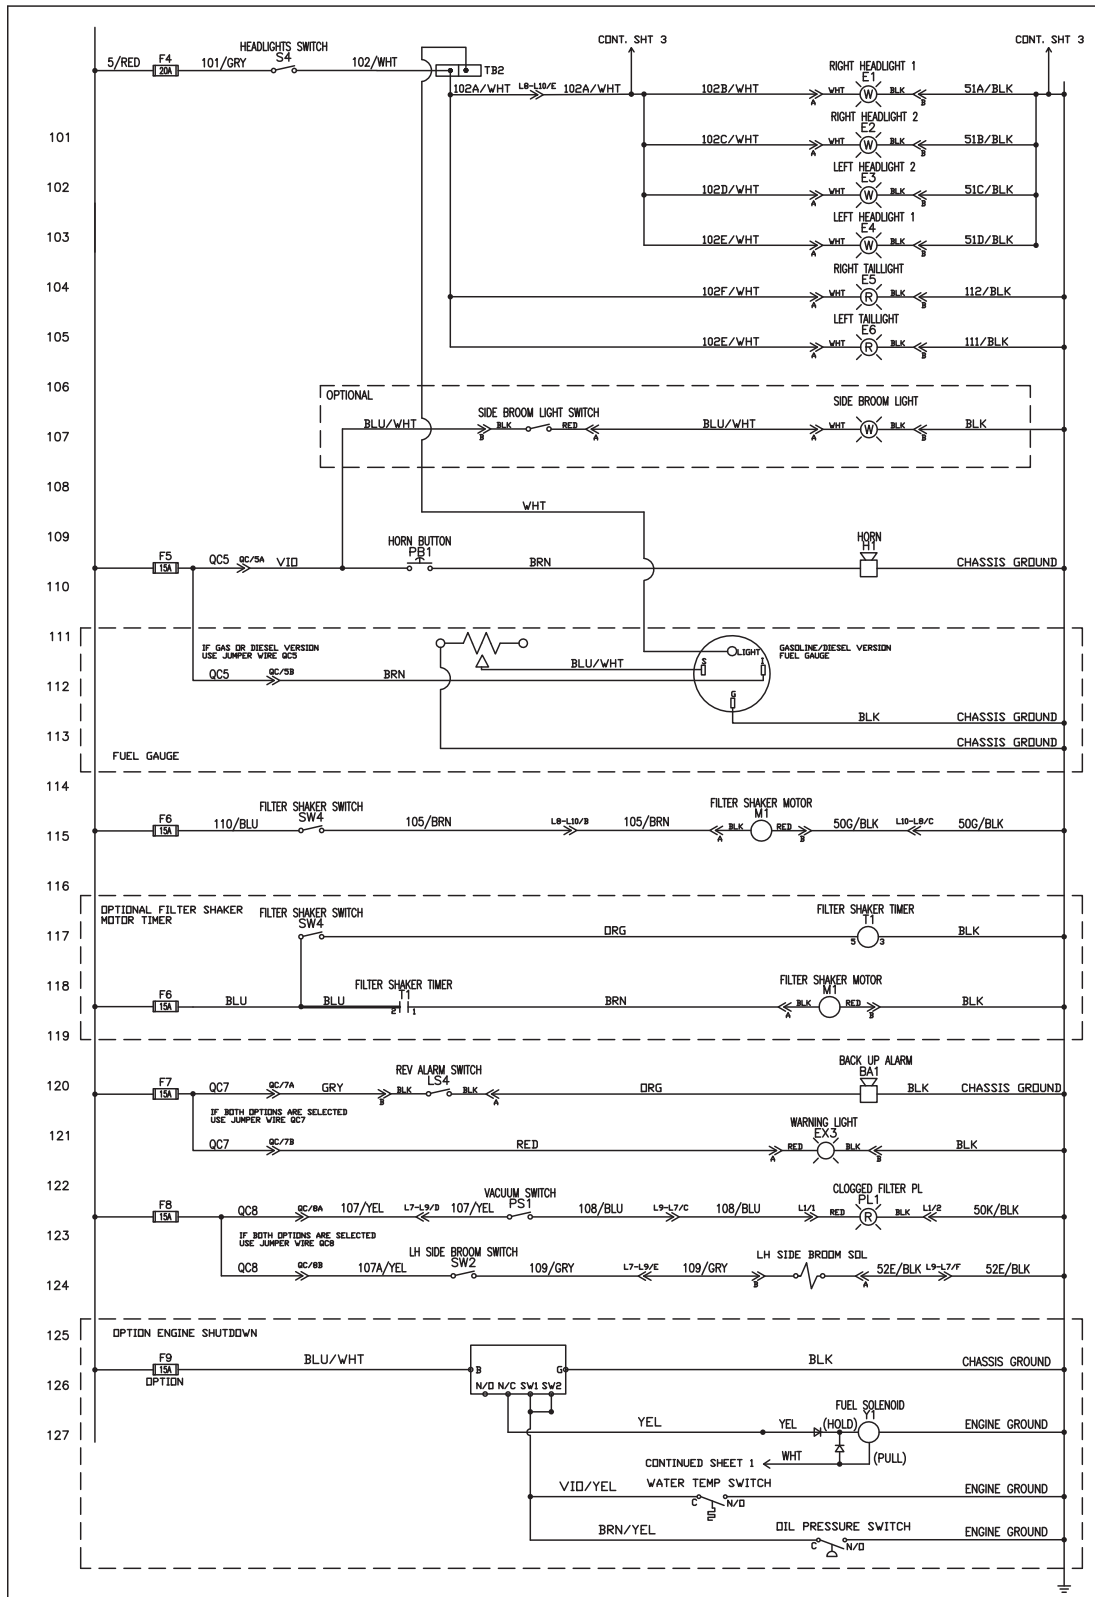 CONT. SHT 3
CONT. SHT 3
HEADLIGHTS SWITCH
S4
5/RED
F4
20A
101/GRY
102/WHT
TB2
102A/WHT
L8-L10/E
102A/WHT
RIGHT HEADLIGHT 1
E1
102B/WHT
A
WHT
W
BLK
B
51A/BLK
101
RIGHT HEADLIGHT 2
E2
102C/WHT
A
WHT
W
BLK
B
51B/BLK
102
LEFT HEADLIGHT 2
E3
102D/WHT
A
WHT
W
BLK
B
51C/BLK
103
LEFT HEADLIGHT 1
E4
102E/WHT
A
WHT
W
BLK
B
51D/BLK
104
RIGHT TAILLIGHT
E5
102F/WHT
A
WHT
R
BLK
B
112/BLK
105
LEFT TAILLIGHT
E6
102E/WHT
A
WHT
R
BLK
B
111/BLK
106
OPTIONAL
107
BLU/WHT
SIDE BROOM LIGHT SWITCH
B
BLK
RED
A
BLU/WHT
SIDE BROOM LIGHT
A
WHT
W
BLK
B
BLK
108
WHT
109
F5
15A
QC5
QC/5A
VIO
HORN BUTTON
PB1
BRN
HORN
H1
CHASSIS GROUND
110
111
IF GAS OR DIESEL VERSION
USE JUMPER WIRE QC5
QC5
QC/5B
BRN
BLU/WHT
LIGHT
S
I
G
GASOLINE/DIESEL VERSION
FUEL GAUGE
112
BLK
CHASSIS GROUND
113
CHASSIS GROUND
FUEL GAUGE
114
115
F6
15A
110/BLU
FILTER SHAKER SWITCH
SW4
105/BRN
L8-L10/B
105/BRN
FILTER SHAKER MOTOR
M1
A
BLK
RED
B
50G/BLK
L10-L8/C
50G/BLK
116
OPTIONAL FILTER SHAKER
MOTOR TIMER
117
FILTER SHAKER SWITCH
SW4
ORG
FILTER SHAKER TIMER
T1
5
3
BLK
118
F6
15A
BLU
BLU
FILTER SHAKER TIMER
T1
2
1
BRN
FILTER SHAKER MOTOR
M1
A
BLK
RED
B
BLK
119
120
F7
15A
QC7
QC/7A
GRY
REV ALARM SWITCH
LS4
B
BLK
BLK
A
ORG
BACK UP ALARM
BA1
BLK
CHASSIS GROUND
IF BOTH OPTIONS ARE SELECTED
USE JUMPER WIRE QC7
121
QC7
QC/7B
RED
WARNING LIGHT
EX3
A
RED
BLK
B
BLK
122
F8
15A
QC8
QC/8A
107/YEL
L7-L9/D
107/YEL
VACUUM SWITCH
PS1
108/BLU
L9-L7/C
108/BLU
L1/1
CLOGGED FILTER PL
PL1
RED
R
BLK
L1/2
50K/BLK
123
IF BOTH OPTIONS ARE SELECTED
USE JUMPER WIRE QC8
124
QC8
QC/8B
107A/YEL
LH SIDE BROOM SWITCH
SW2
109/GRY
L7-L9/E
109/GRY
B
LH SIDE BROOM SOL
A
52E/BLK
L9-L7/F
52E/BLK
125
OPTION ENGINE SHUTDOWN
F9
15A
OPTION
BLU/WHT
B
G
N/O N/C SW1 SW2
BLK
CHASSIS GROUND
126
127
YEL
YEL
(HOLD)
FUEL SOLENOID
Y1
ENGINE GROUND
CONTINUED SHEET 1
WHT
(PULL)
VIO/YEL
WATER TEMP SWITCH
C
N/O
ENGINE GROUND
BRN/YEL
OIL PRESSURE SWITCH
C
N/O
ENGINE GROUND